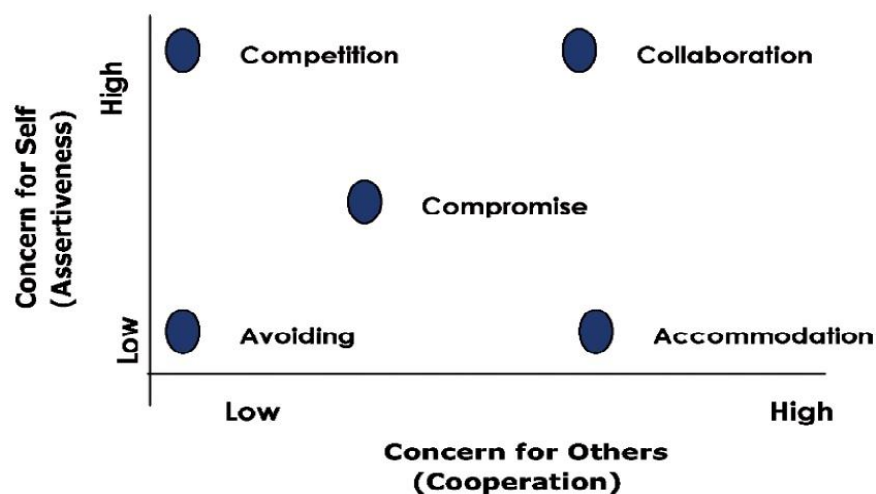 Competition
Collaboration
High
Concern for Self
(Assertiveness)
Compromise
Low
Avoiding
Accommodation
Low
High
Concern for Others
(Cooperation)